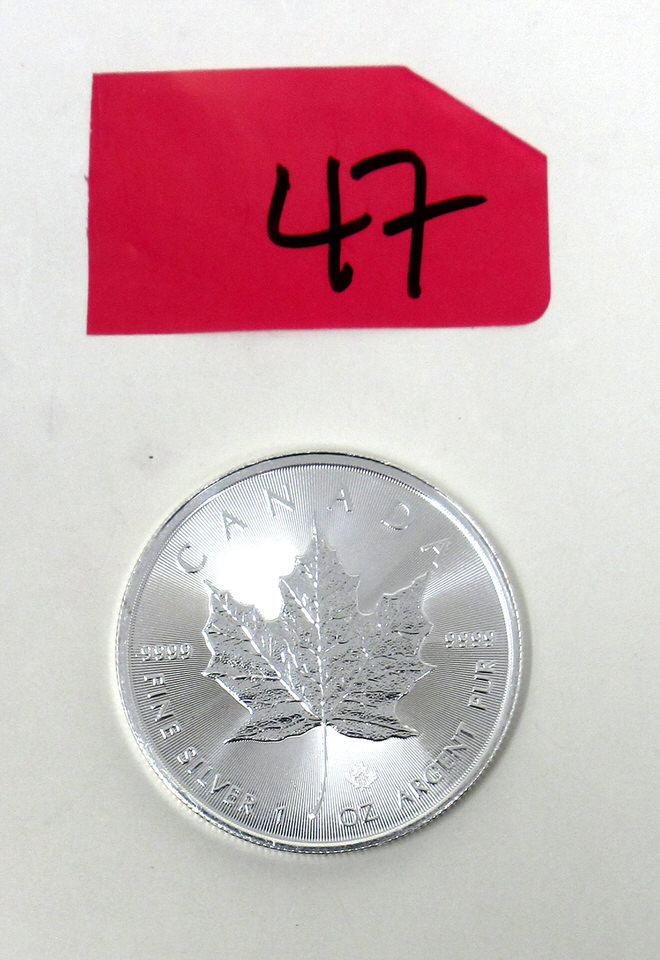 47
CANADA
9999 9999
FINE SILVER 1 OZ ARGENT PUR